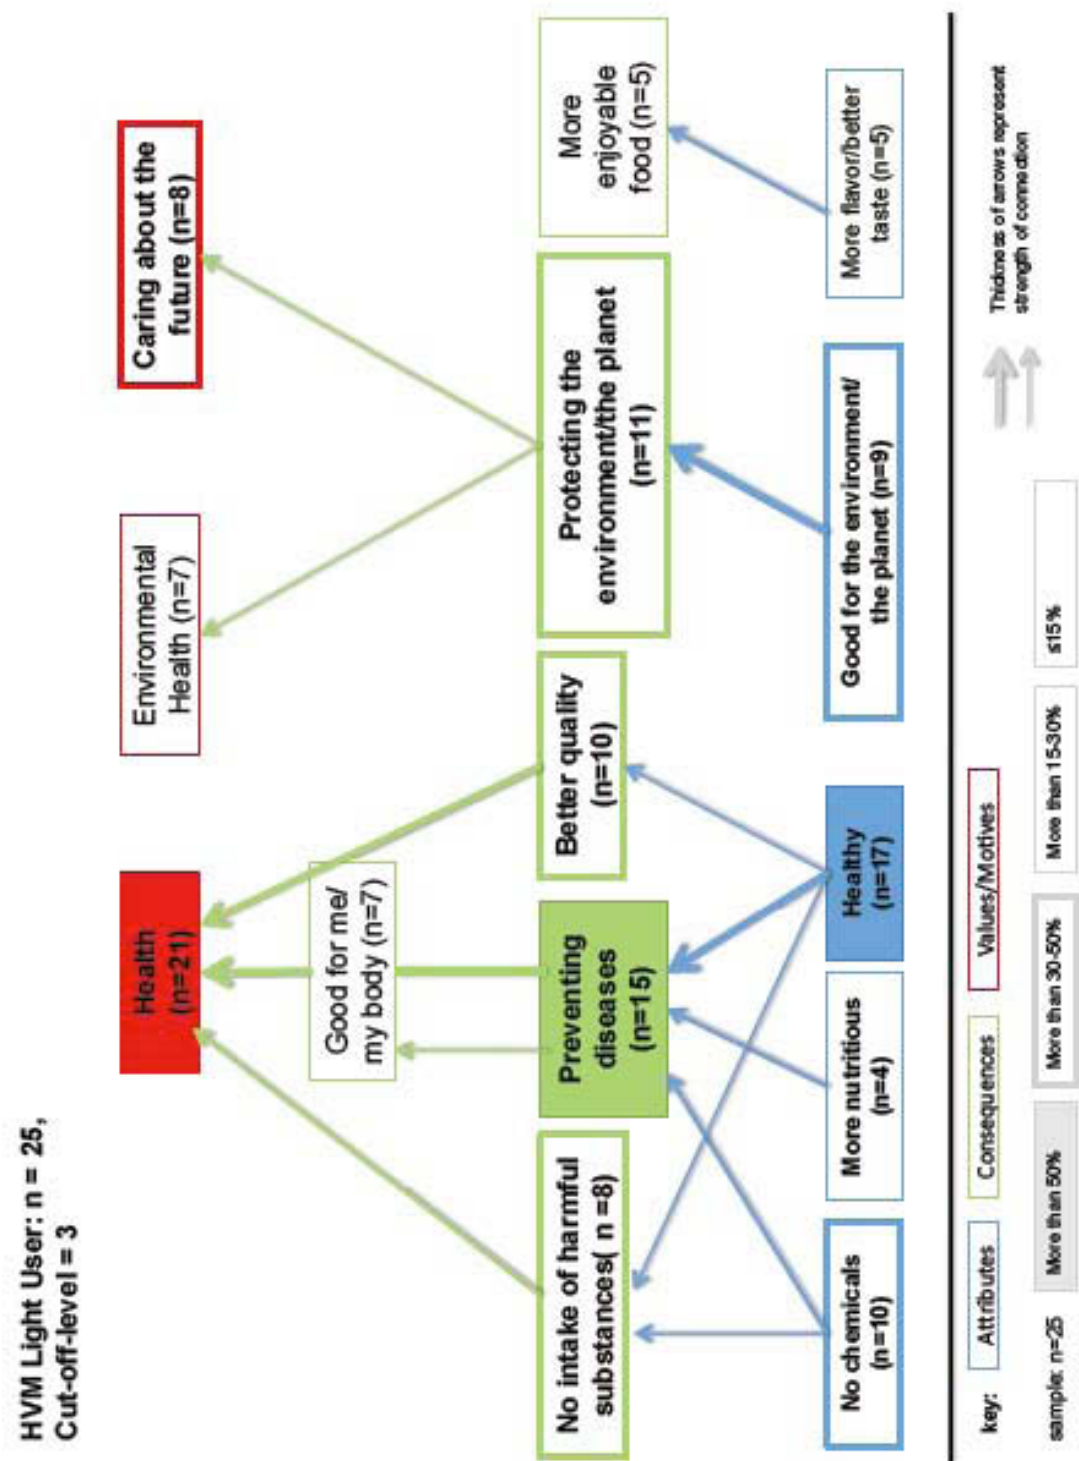 HVM Light User: n = 25,
Cut-off-level = 3
Health
(n=21)
Environmental
Health (n=7)
Caring about the
future (n=8)
Good for me/
my body (n=7)
No intake of harmful
substances( n =8)
Preventing
diseases
(n=15)
Better quality
(n=10)
Protecting the
environment/the planet
(n=11)
More
enjoyable
food (n=5)
No chemicals
(n=10)
More nutritious
(n=4)
Healthy
(n=17)
Good for the environment/
the planet (n=9)
More flavor/better
taste (n=5)
key:
Attributes
Consequences
Values/Motives
Thickness of arrows represent
strength of connection
sample: n=25
More than 50%
More than 30-50%
More than 15-30%
≤15%